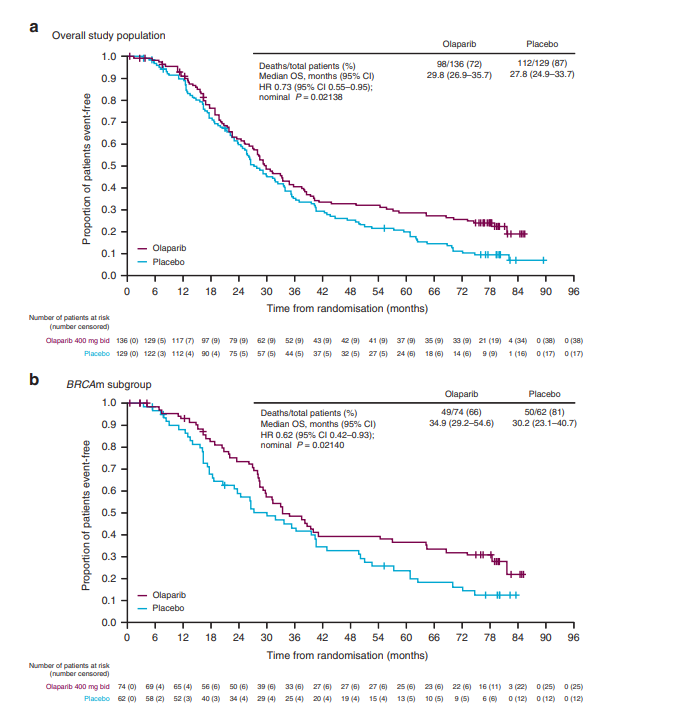 a
Overall study population
Olaparib Placebo
Deaths/total patients (%) 98/136 (72) 112/129 (87)
Median OS, months (95% CI) 29.8 (26.9–35.7) 27.8 (24.9–33.7)
HR 0.73 (95% CI 0.55–0.95);
nominal P = 0.02138
Proportion of patients event-free
1.0
0.9
0.8
0.7
0.6
0.5
0.4
0.3
0.2
0.1
0.0
Olaparib
Placebo
0 6 12 18 24 30 36 42 48 54 60 66 72 78 84 90 96
Time from randomisation (months)
Number of patients at risk
(number censored)
Olaparib 400 mg bid 136 (0) 129 (5) 117 (7) 97 (9) 79 (9) 62 (9) 52 (9) 43 (9) 42 (9) 41 (9) 37 (9) 35 (9) 33 (9) 21 (19) 4 (34) 0 (38) 0 (38)
Placebo 129 (0) 122 (3) 112 (4) 90 (4) 75 (5) 57 (5) 44 (5) 37 (5) 32 (5) 27 (5) 24 (6) 18 (6) 14 (6) 9 (9) 1 (16) 0 (17) 0 (17)
b
BRCAm subgroup
Olaparib Placebo
Deaths/total patients (%) 49/74 (66) 50/62 (81)
Median OS, months (95% CI) 34.9 (29.2–54.6) 30.2 (23.1–40.7)
HR 0.62 (95% CI 0.42–0.93);
nominal P = 0.02140
Proportion of patients event-free
1.0
0.9
0.8
0.7
0.6
0.5
0.4
0.3
0.2
0.1
0.0
Olaparib
Placebo
0 6 12 18 24 30 36 42 48 54 60 66 72 78 84 90 96
Time from randomisation (months)
Number of patients at risk
(number censored)
Olaparib 400 mg bid 74 (0) 69 (4) 65 (4) 56 (6) 50 (6) 39 (6) 33 (6) 27 (6) 27 (6) 27 (6) 25 (6) 23 (6) 22 (6) 16 (11) 3 (22) 0 (25) 0 (25)
Placebo 62 (0) 58 (2) 52 (3) 40 (3) 34 (4) 29 (4) 25 (4) 20 (4) 19 (4) 15 (4) 13 (5) 10 (5) 9 (5) 6 (6) 0 (12) 0 (12) 0 (12)